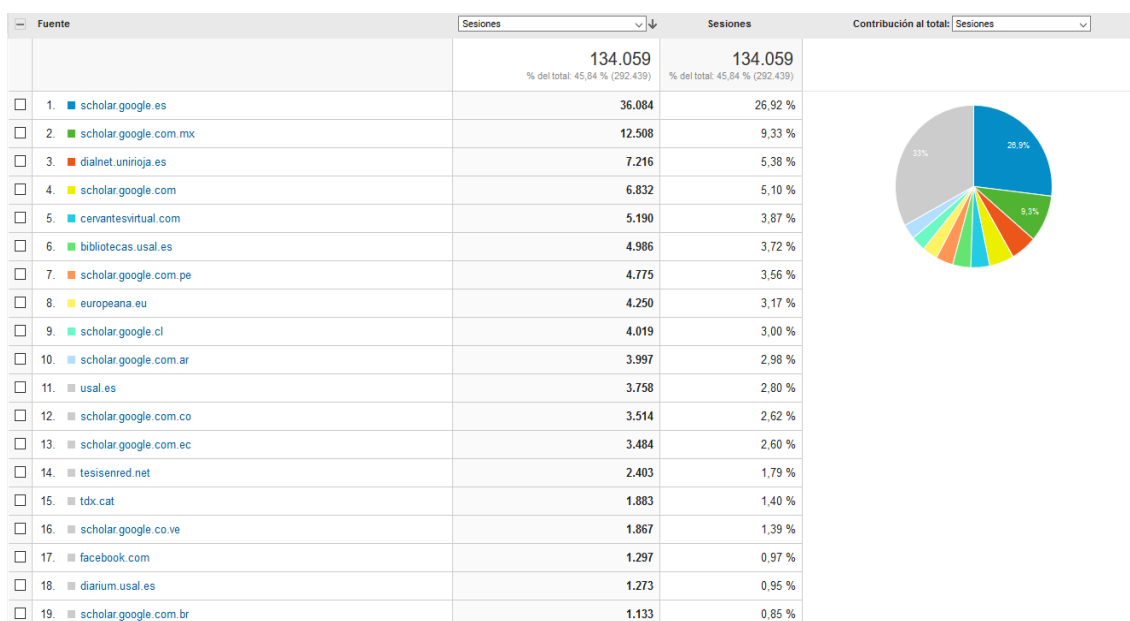 Fuente Sesiones Sesiones Contribución al total: Sesiones
134.059 134.059
% del total: 45,84 % (292.439) % del total: 45,84 % (292.439)
1. scholar.google.es 36.084 26,92 %
2. scholar.google.com.mx 12.508 9,33 %
3. dialnet.unirioja.es 7.216 5,38 %
4. scholar.google.com 6.832 5,10 %
5. cervantesvirtual.com 5.190 3,87 %
6. bibliotecas.usal.es 4.986 3,72 %
7. scholar.google.com.pe 4.775 3,56 %
8. europeana.eu 4.250 3,17 %
9. scholar.google.cl 4.019 3,00 %
10. scholar.google.com.ar 3.997 2,98 %
11. usal.es 3.758 2,80 %
12. scholar.google.com.co 3.514 2,62 %
13. scholar.google.com.ec 3.484 2,60 %
14. tesisenred.net 2.403 1,79 %
15. tdx.cat 1.883 1,40 %
16. scholar.google.co.ve 1.867 1,39 %
17. facebook.com 1.297 0,97 %
18. diarium.usal.es 1.273 0,95 %
19. scholar.google.com.br 1.133 0,85 %
26,9%
33%
9,3%